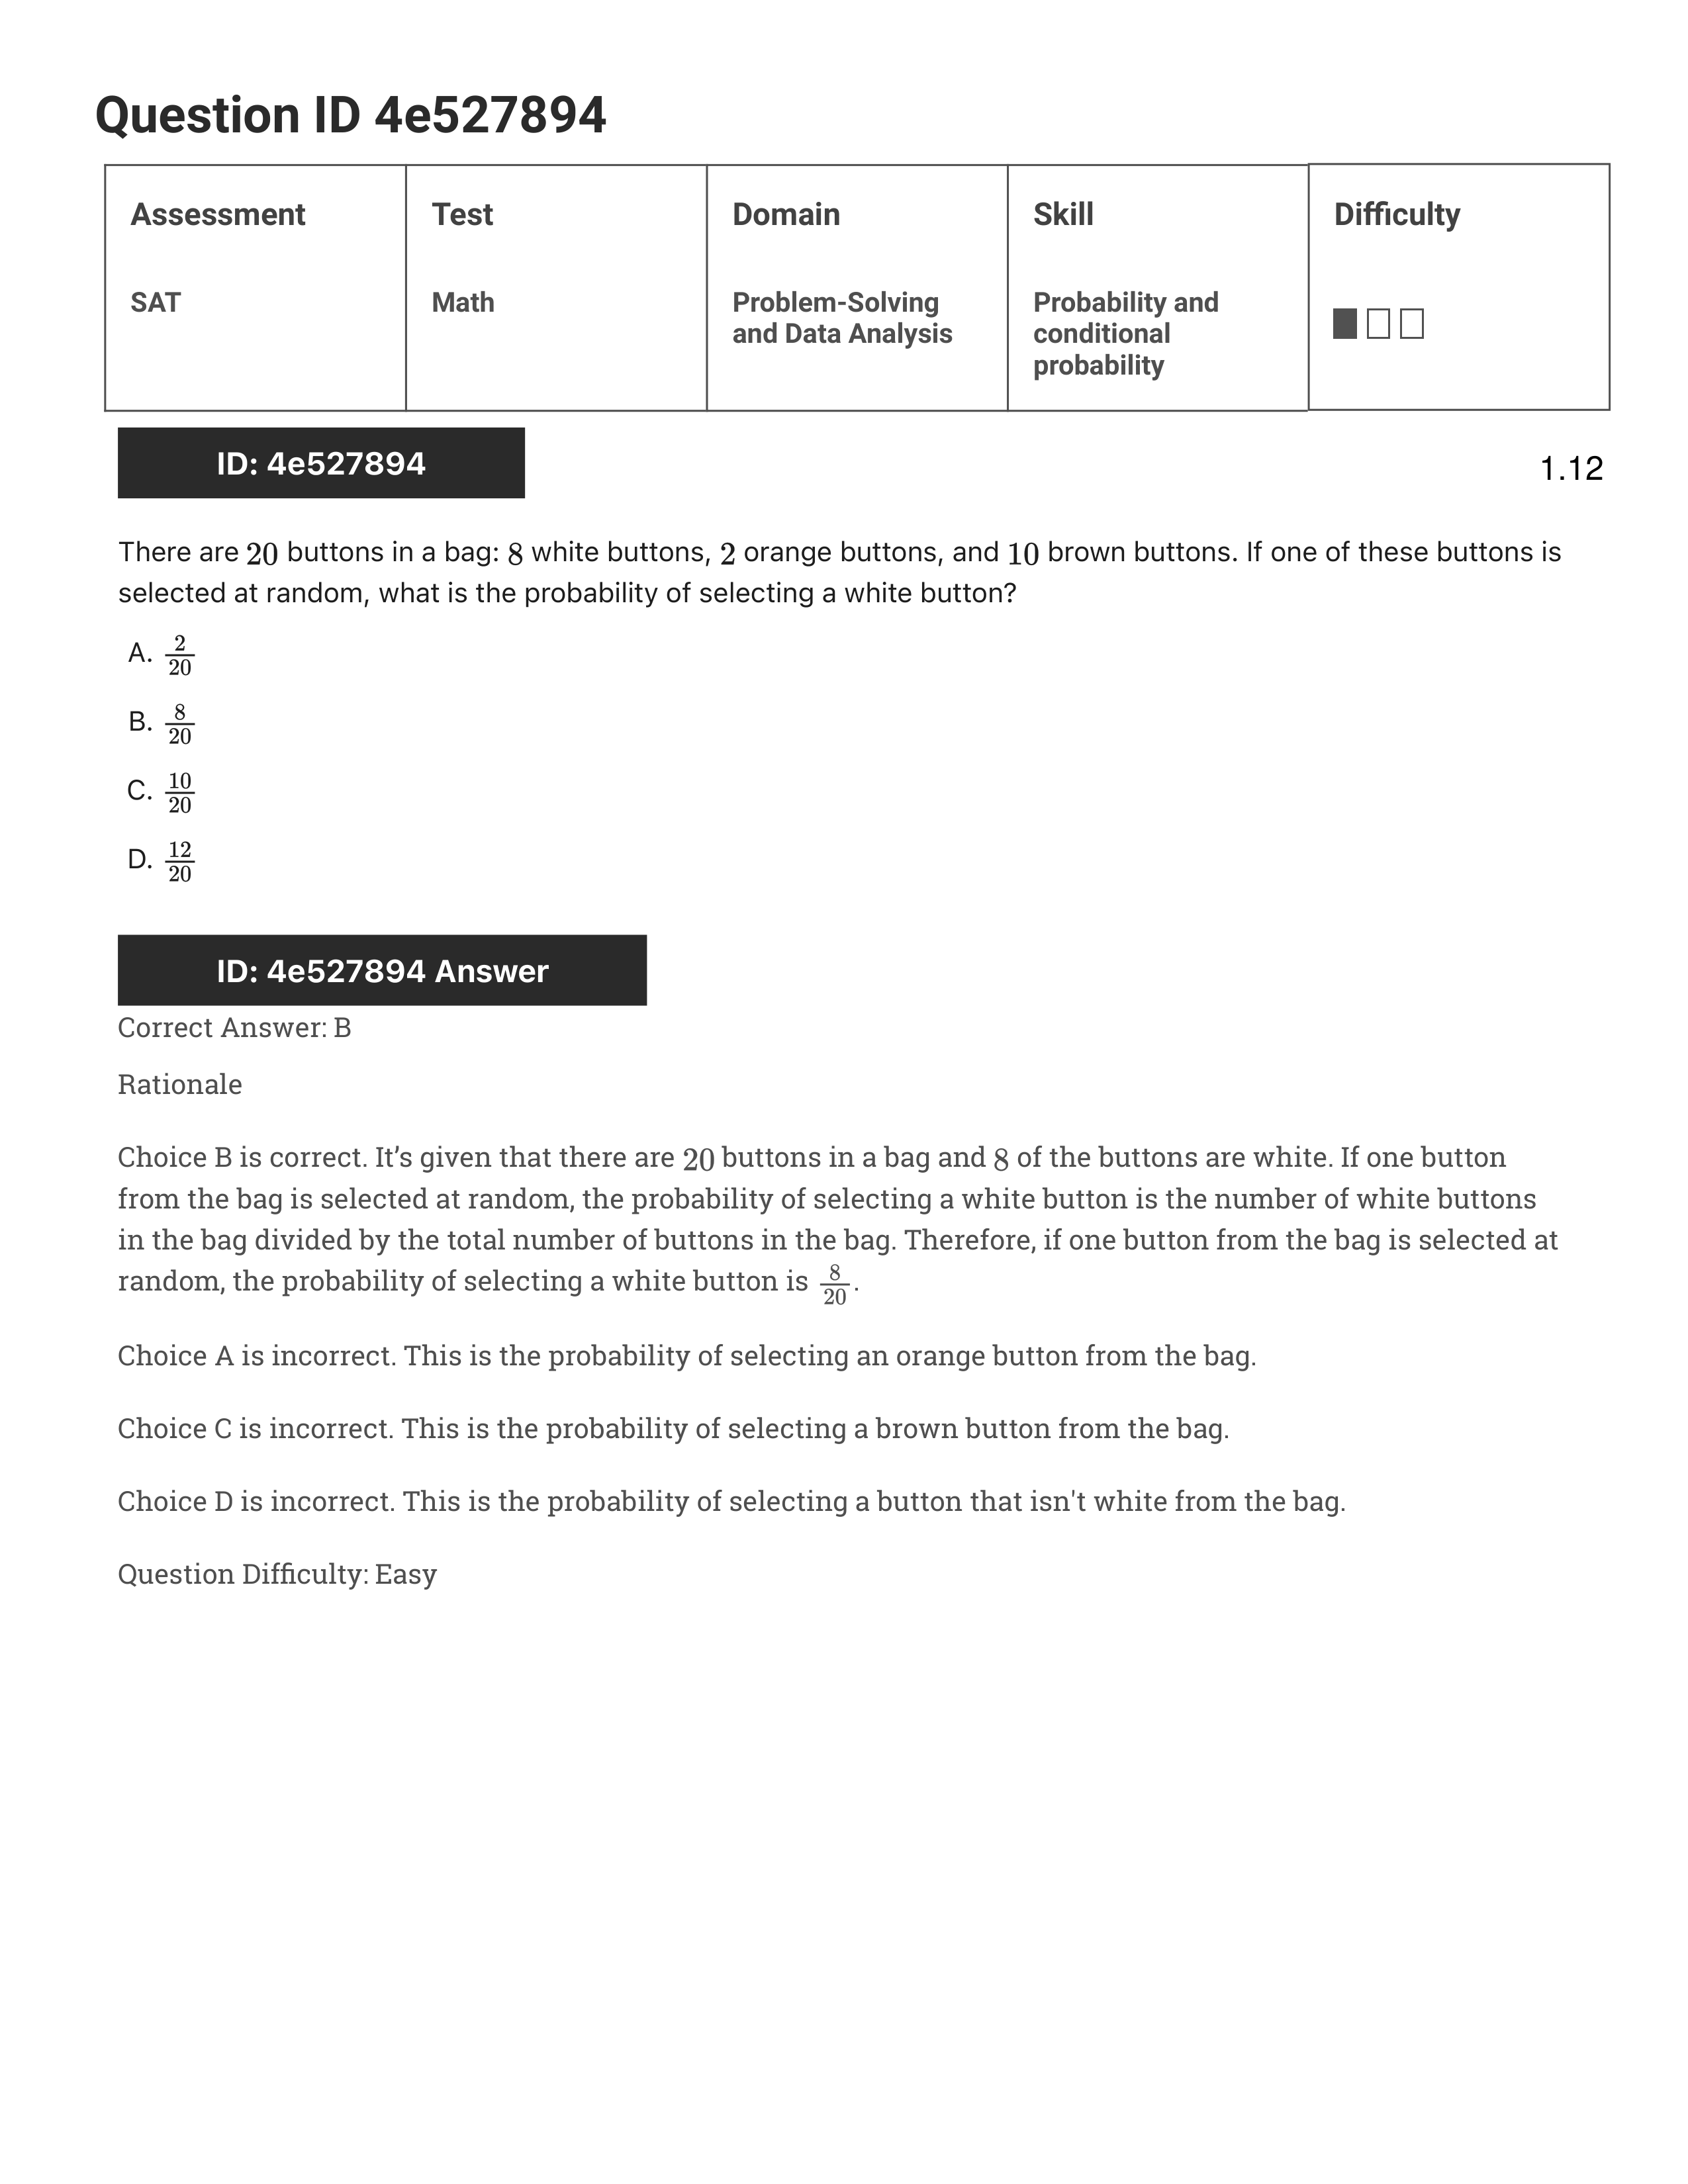 Question ID 4e527894
Assessment
Test
Domain
Skill
Difficulty
SAT
Math
Problem-Solving
and Data Analysis
Probability and
conditional
probability
ID: 4e527894
1.12
There are 20 buttons in a bag: 8 white buttons, 2 orange buttons, and 10 brown buttons. If one of these buttons is
selected at random, what is the probability of selecting a white button?
A. 2/20
B. 8/20
C. 10/20
D. 12/20
ID: 4e527894 Answer
Correct Answer: B
Rationale
Choice B is correct. It’s given that there are 20 buttons in a bag and 8 of the buttons are white. If one button
from the bag is selected at random, the probability of selecting a white button is the number of white buttons
in the bag divided by the total number of buttons in the bag. Therefore, if one button from the bag is selected at
random, the probability of selecting a white button is 8/20.
Choice A is incorrect. This is the probability of selecting an orange button from the bag.
Choice C is incorrect. This is the probability of selecting a brown button from the bag.
Choice D is incorrect. This is the probability of selecting a button that isn't white from the bag.
Question Difficulty: Easy